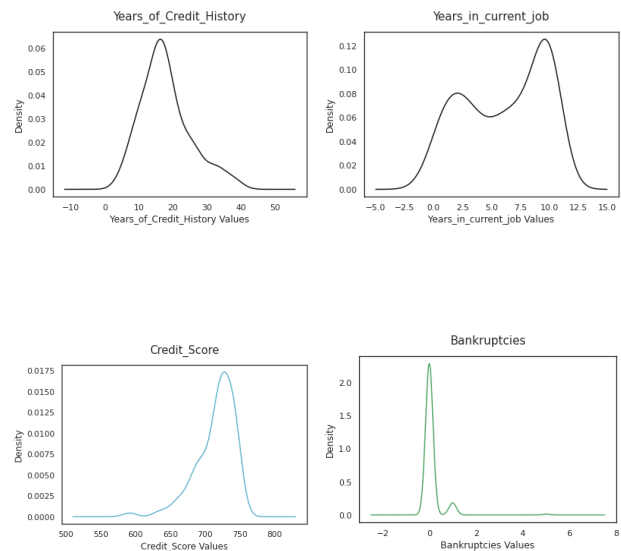 Years_of_Credit_History
Density
0.06
0.05
0.04
0.03
0.02
0.01
0.00
−10 0 10 20 30 40 50
Years_of_Credit_History Values
Years_in_current_job
Density
0.12
0.10
0.08
0.06
0.04
0.02
0.00
−5.0 −2.5 0.0 2.5 5.0 7.5 10.0 12.5 15.0
Years_in_current_job Values
Credit_Score
Density
0.0175
0.0150
0.0125
0.0100
0.0075
0.0050
0.0025
0.0000
500 550 600 650 700 750 800
Credit_Score Values
Bankruptcies
Density
2.0
1.5
1.0
0.5
0.0
−2 0 2 4 6 8
Bankruptcies Values